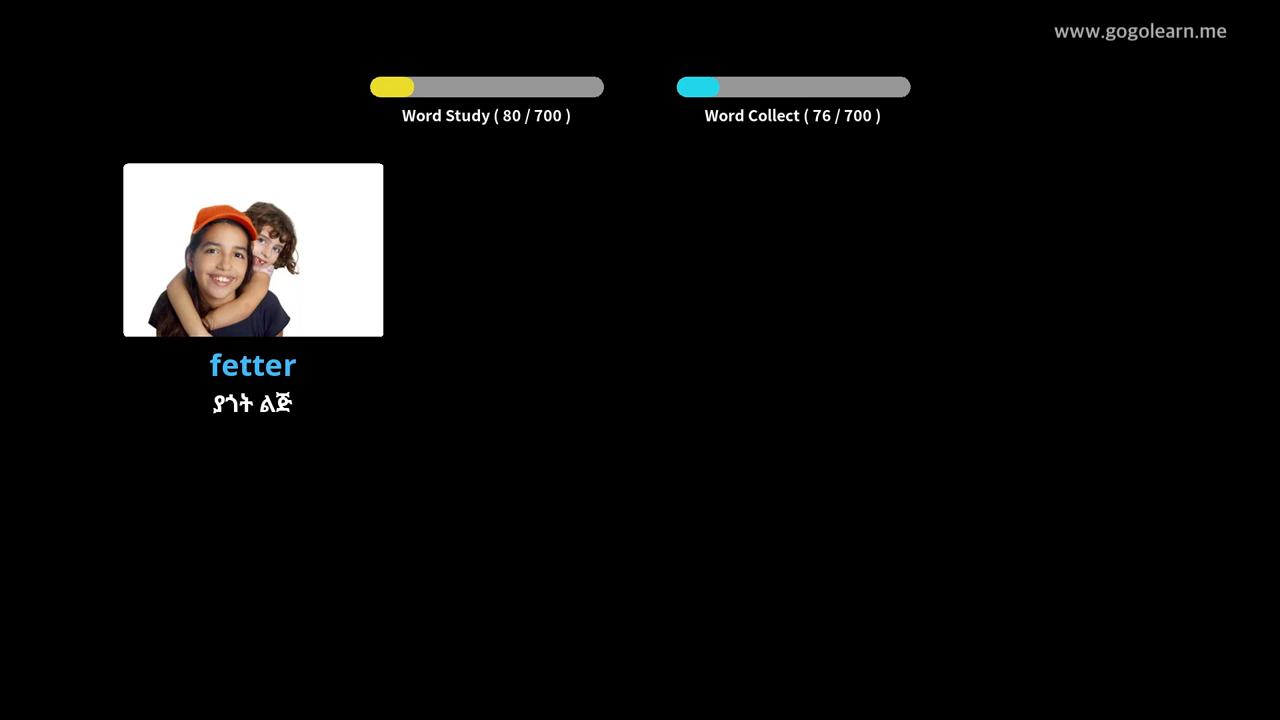 www.gogolearn.me
Word Study ( 80 / 700 )
Word Collect ( 76 / 700 )
fetter
ያጎት ልጅ